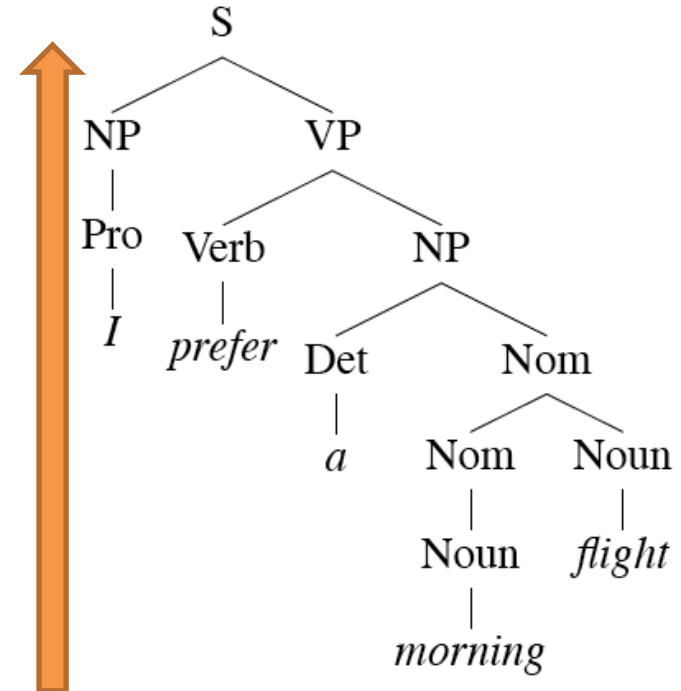 S
NP VP
Pro Verb NP
I prefer Det Nom
a Nom Noun
Noun flight
morning